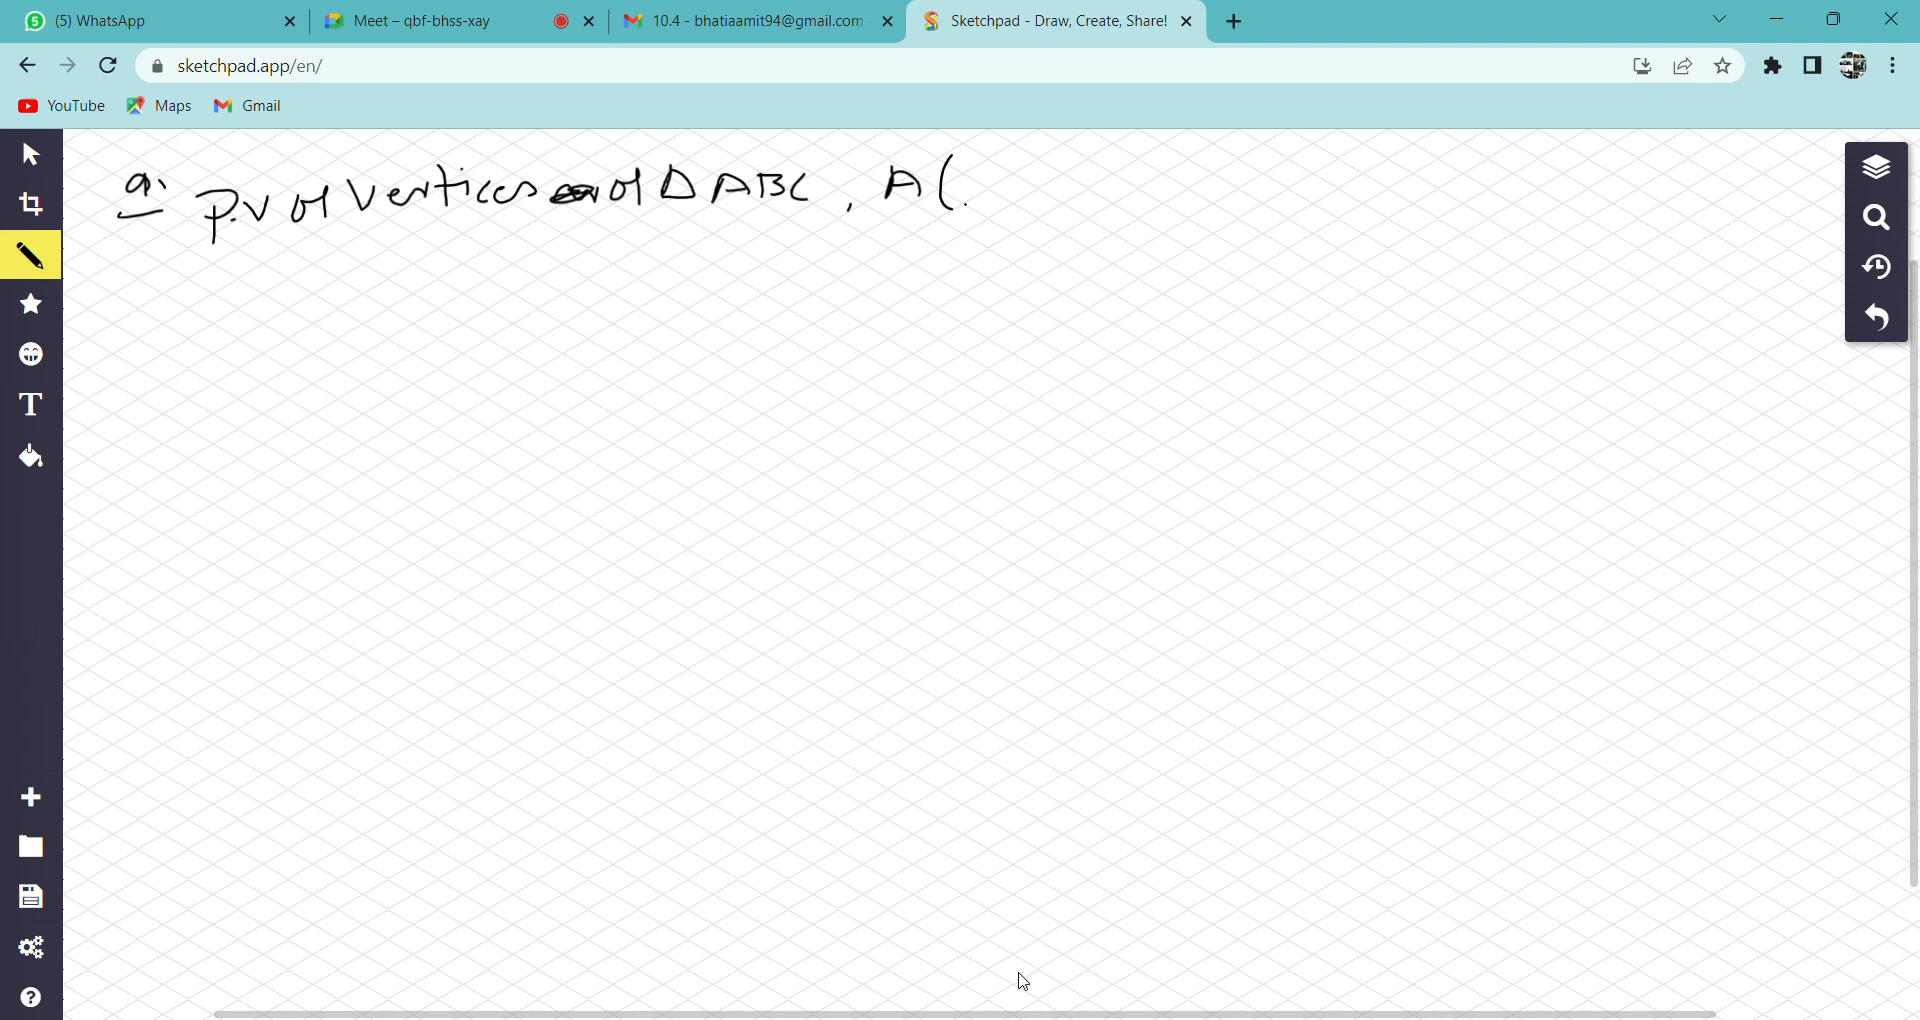 (5) WhatsApp
Meet – qbf-bhss-xay
10.4 - bhatiaamit94@gmail.com
Sketchpad - Draw, Create, Share!
sketchpad.app/en/
YouTube
Maps
Gmail
Q: P.V of Vertices of Δ ABC , A (.
T